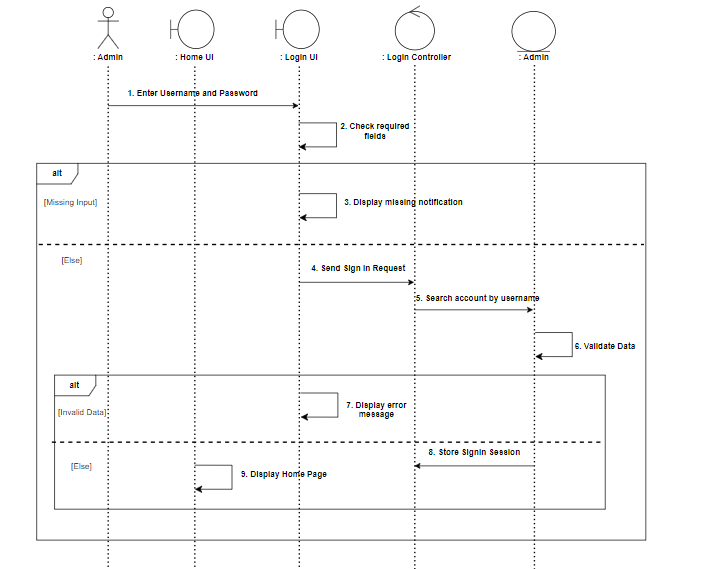 : Admin
: Home UI
: Login UI
: Login Controller
: Admin
1. Enter Username and Password
2. Check required
fields
alt
[Missing Input]
3. Display missing notification
[Else]
4. Send Sign In Request
5. Search account by username
6. Validate Data
alt
[Invalid Data]
7. Display error
message
8. Store Signin Session
[Else]
9. Display Home Page